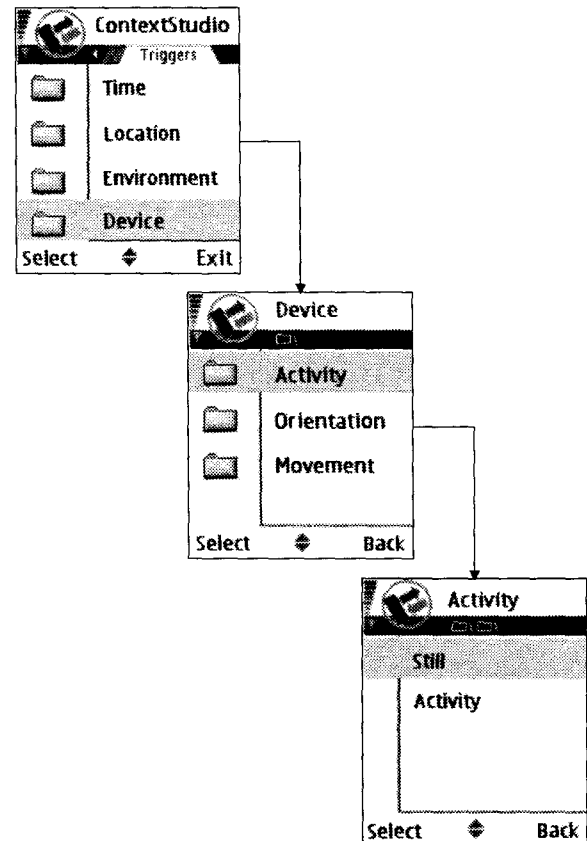 ContextStudio
Triggers
Time
Location
Environment
Device
Select Exit
Device
Activity
Orientation
Movement
Select Back
Activity
Still
Activity
Select Back